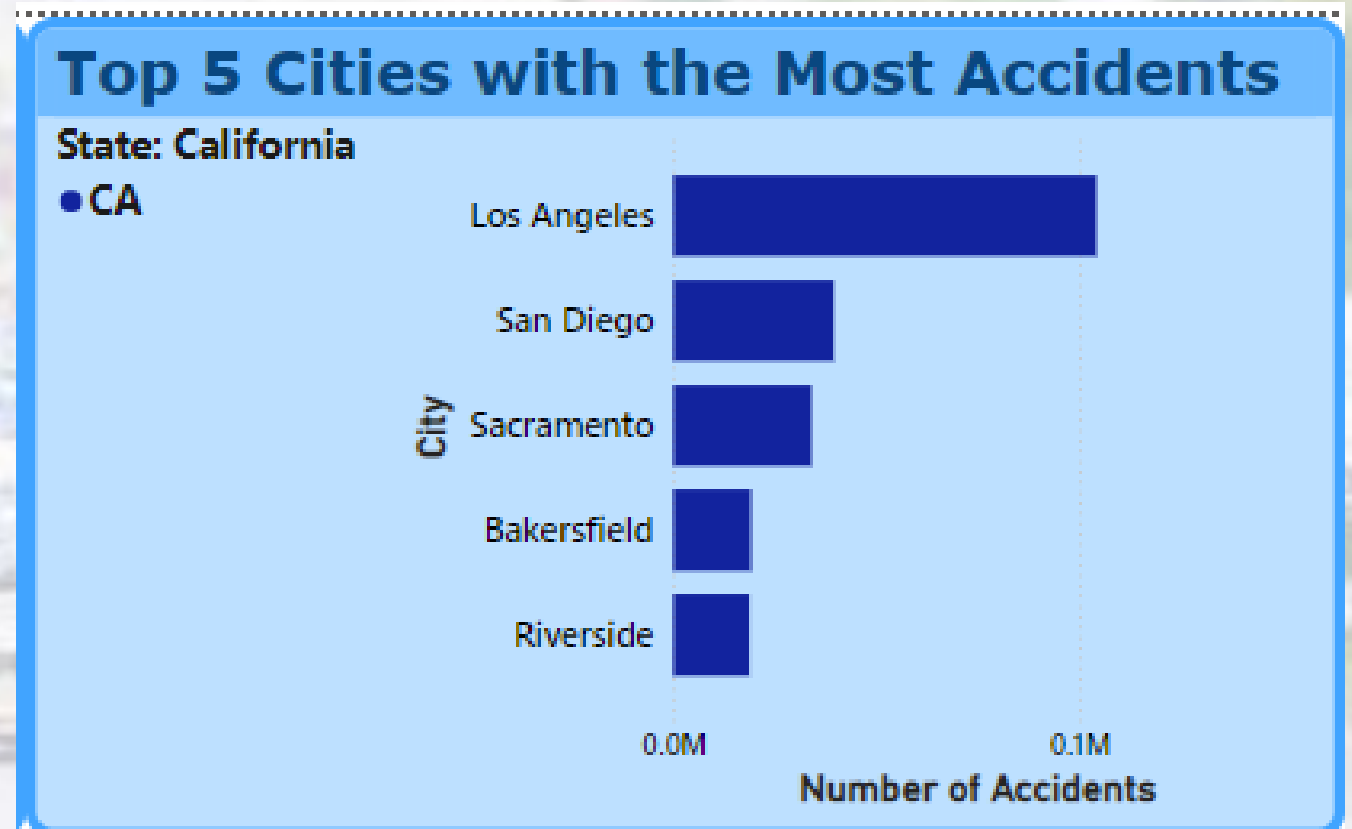 Top 5 Cities with the Most Accidents
State: California
CA
Los Angeles
San Diego
Sacramento
Bakersfield
Riverside
City
0.0M 0.1M
Number of Accidents